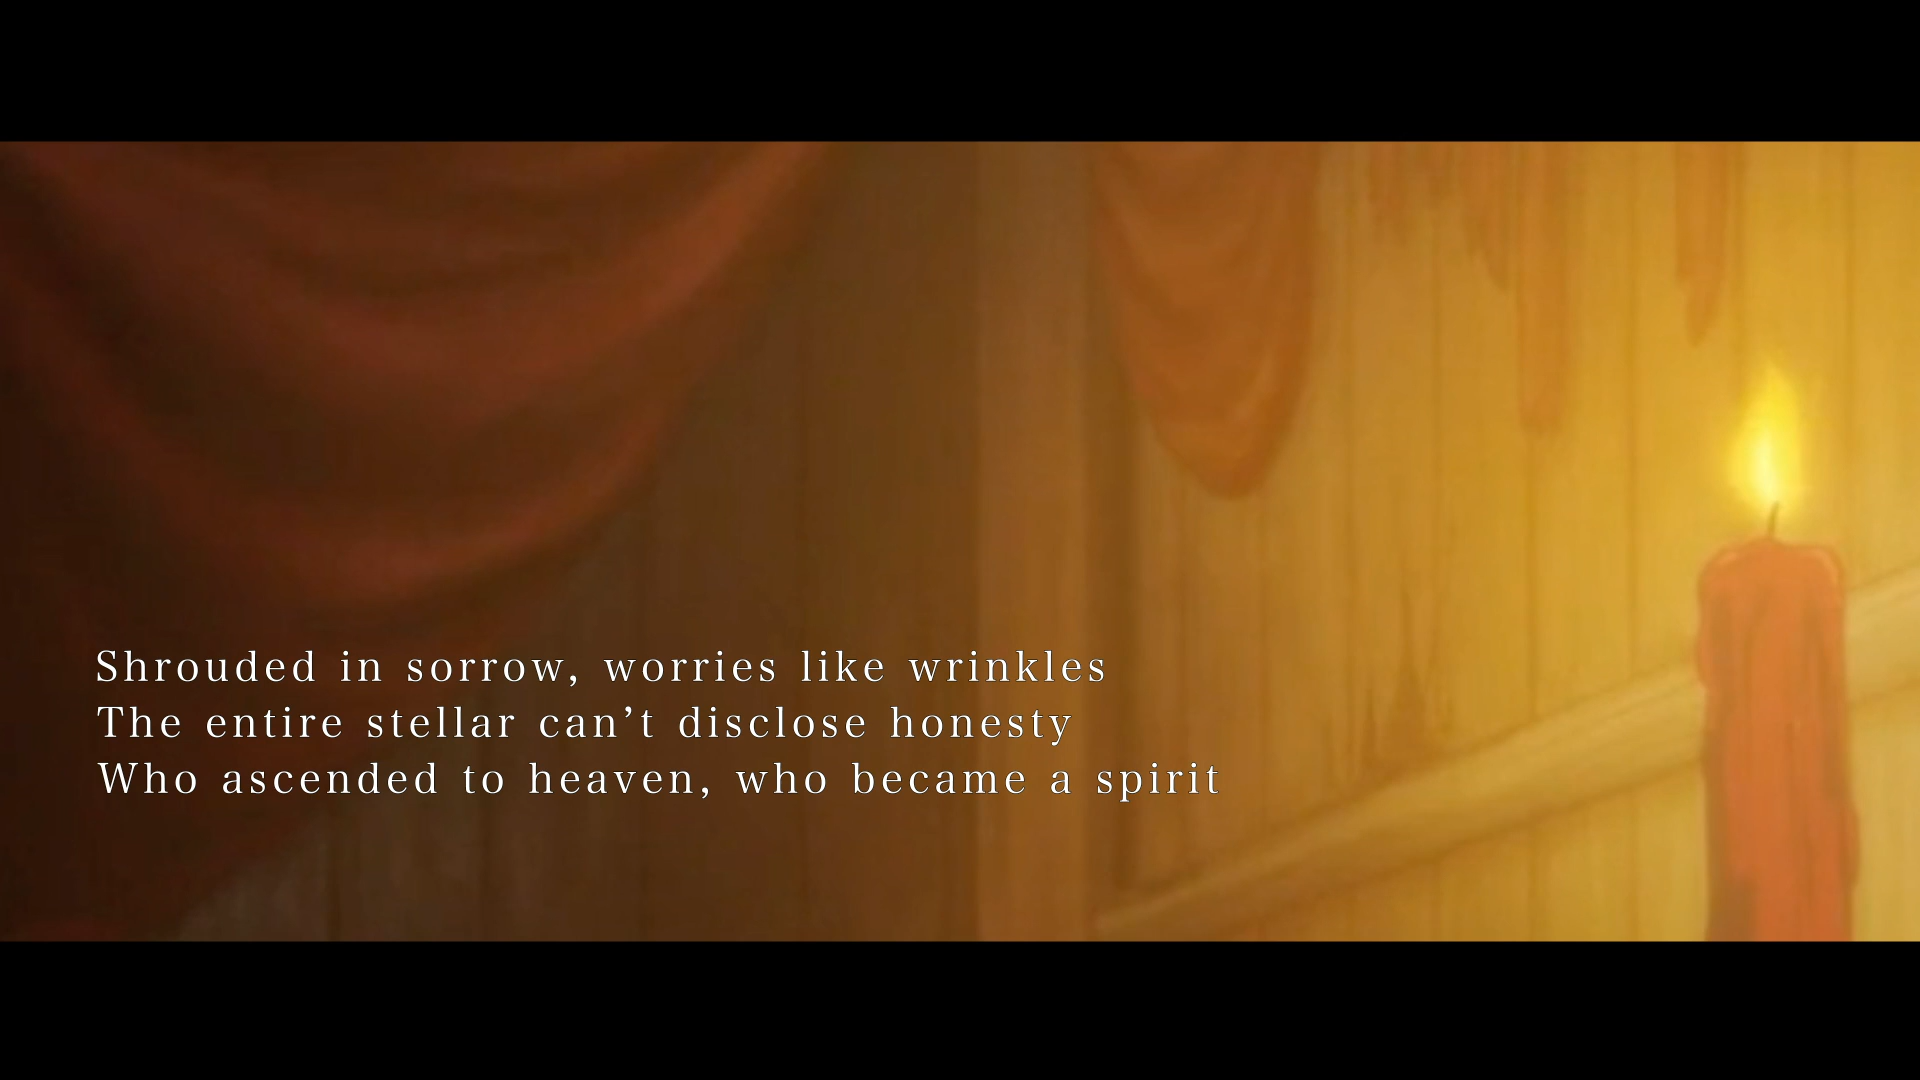 Shrouded in sorrow, worries like wrinkles
The entire stellar can’t disclose honesty
Who ascended to heaven, who became a spirit